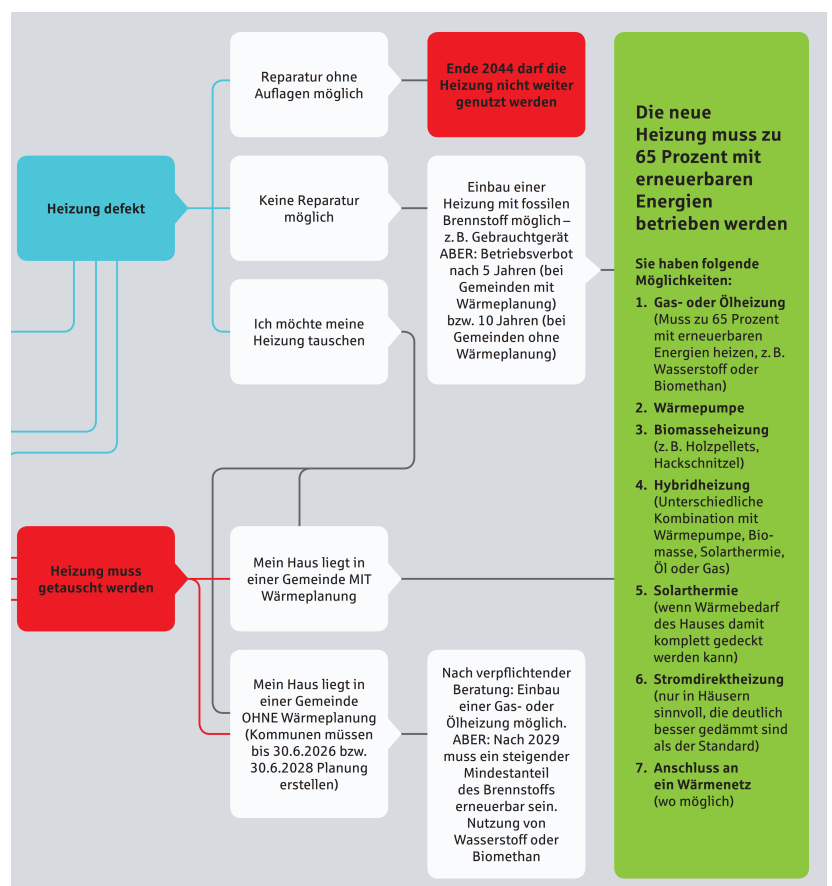 Heizung defekt
Reparatur ohne
Auflagen möglich
Ende 2044 darf die
Heizung nicht weiter
genutzt werden
Keine Reparatur
möglich
Einbau einer
Heizung mit fossilen
Brennstoff möglich –
z. B. Gebrauchtgerät
ABER: Betriebsverbot
nach 5 Jahren (bei
Gemeinden mit
Wärmeplanung)
bzw. 10 Jahren (bei
Gemeinden ohne
Wärmeplanung)
Ich möchte meine
Heizung tauschen
Heizung muss
getauscht werden
Mein Haus liegt in
einer Gemeinde MIT
Wärmeplanung
Mein Haus liegt in
einer Gemeinde
OHNE Wärmeplanung
(Kommunen müssen
bis 30.6.2026 bzw.
30.6.2028 Planung
erstellen)
Nach verpflichtender
Beratung: Einbau
einer Gas- oder
Ölheizung möglich.
ABER: Nach 2029
muss ein steigender
Mindestanteil
des Brennstoffs
erneuerbar sein.
Nutzung von
Wasserstoff oder
Biomethan
Die neue
Heizung muss zu
65 Prozent mit
erneuerbaren
Energien
betrieben werden
Sie haben folgende
Möglichkeiten:
1. Gas- oder Ölheizung
(Muss zu 65 Prozent
mit erneuerbaren
Energien heizen, z. B.
Wasserstoff oder
Biomethan)
2. Wärmepumpe
3. Biomasseheizung
(z. B. Holzpellets,
Hackschnitzel)
4. Hybridheizung
(Unterschiedliche
Kombination mit
Wärmepumpe, Bio-
masse, Solarthermie,
Öl oder Gas)
5. Solarthermie
(wenn Wärmebedarf
des Hauses damit
komplett gedeckt
werden kann)
6. Stromdirektheizung
(nur in Häusern
sinnvoll, die deutlich
besser gedämmt sind
als der Standard)
7. Anschluss an
ein Wärmenetz
(wo möglich)